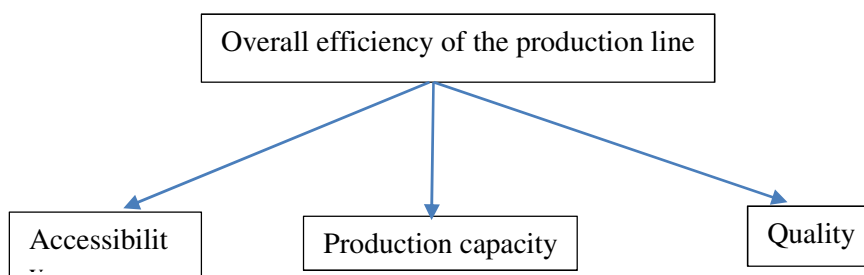 Overall efficiency of the production line
Accessibilit
y
Production capacity
Quality